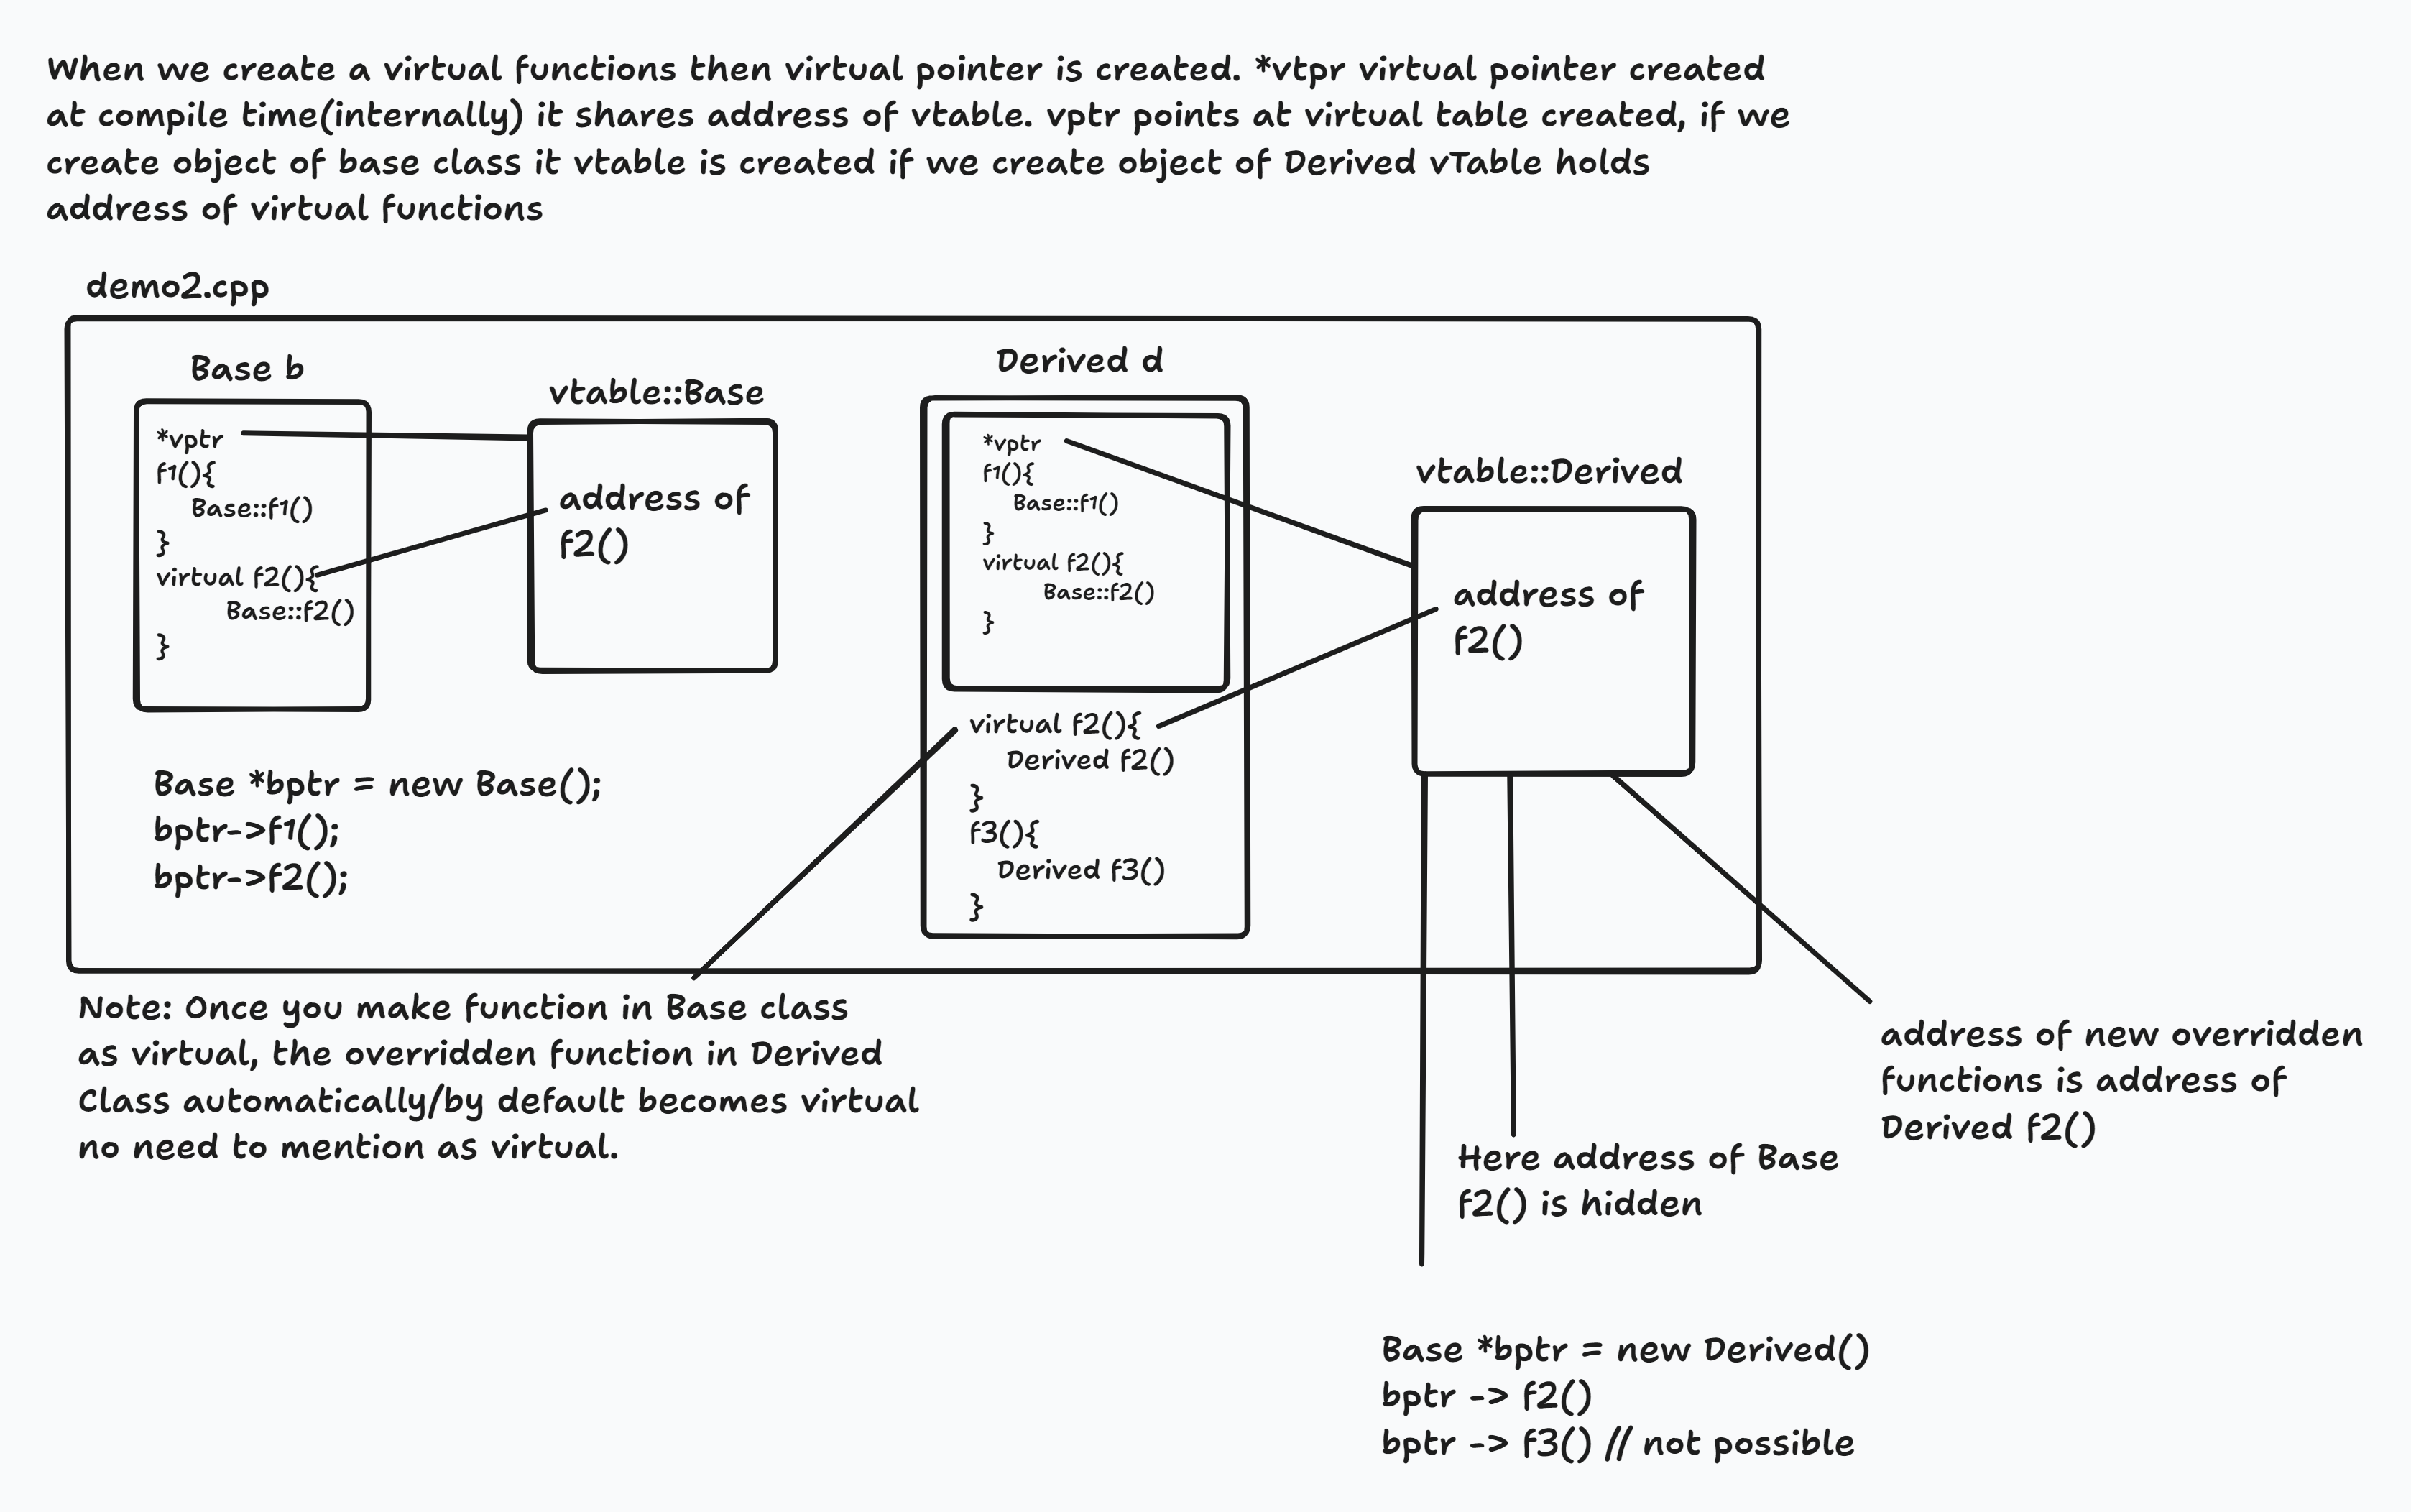 When we create a virtual functions then virtual pointer is created. *vtpr virtual pointer created
at compile time(internally) it shares address of vtable. vptr points at virtual table created, if we
create object of base class it vtable is created if we create object of Derived vTable holds
address of virtual functions
demo2.cpp
Base b
*vptr
f1(){
Base::f1()
}
virtual f2(){
Base::f2()
}
vtable::Base
address of
f2()
Base *bptr = new Base();
bptr->f1();
bptr->f2();
Derived d
*vptr
f1(){
Base::f1()
}
virtual f2(){
Base::f2()
}
virtual f2(){
Derived f2()
}
f3(){
Derived f3()
}
vtable::Derived
address of
f2()
Note: Once you make function in Base class
as virtual, the overridden function in Derived
Class automatically/by default becomes virtual
no need to mention as virtual.
address of new overridden
functions is address of
Derived f2()
Here address of Base
f2() is hidden
Base *bptr = new Derived()
bptr -> f2()
bptr -> f3() // not possible